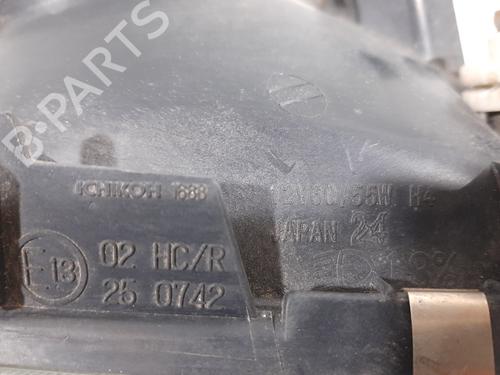 B-PARTS
ICHIKOH 1688
12V60/55W H4
JAPAN 24
E13
02 HC/R
25 0742